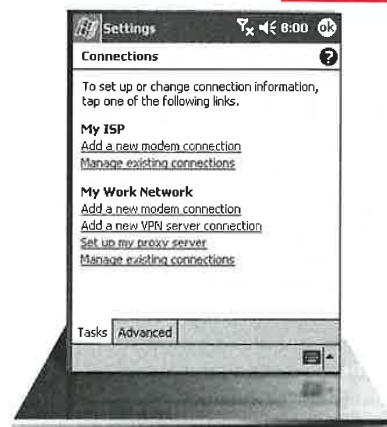 Settings 8:00 ok
Connections ?
To set up or change connection information,
tap one of the following links.
My ISP
Add a new modem connection
Manage existing connections
My Work Network
Add a new modem connection
Add a new VPN server connection
Set up my proxy server
Manage existing connections
Tasks Advanced